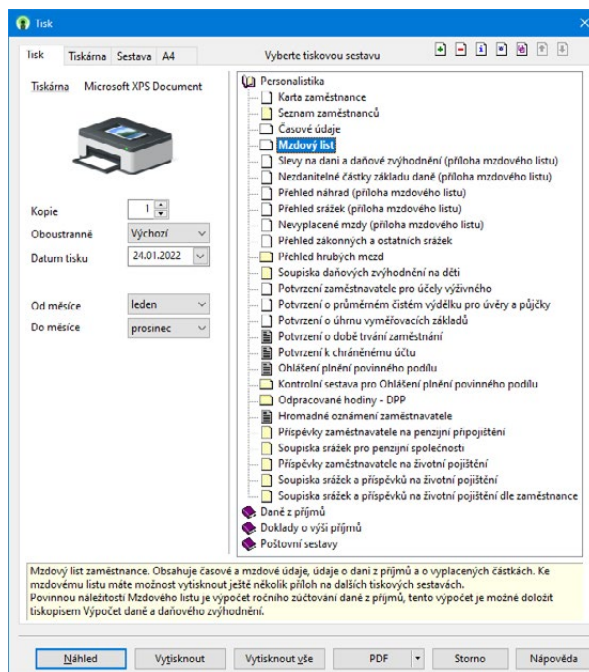 Tisk
Tisk Tiskárna Sestava A4 Vyberte tiskovou sestavu
Tiskárna Microsoft XPS Document
Kopie 1
Oboustranně Výchozí
Datum tisku 24.01.2022
Od měsíce leden
Do měsíce prosinec
Personalistika
Karta zaměstnance
Seznam zaměstnanců
Časové údaje
Mzdový list
Slevy na dani a daňové zvýhodnění (příloha mzdového listu)
Nezdanitelné částky základu daně (příloha mzdového listu)
Přehled náhrad (příloha mzdového listu)
Přehled srážek (příloha mzdového listu)
Nevyplacené mzdy (příloha mzdového listu)
Přehled zákonných a ostatních srážek
Přehled hrubých mezd
Soupiska daňových zvýhodnění na děti
Potvrzení zaměstnavatele pro účely výživného
Potvrzení o průměrném čistém výdělku pro úvěry a půjčky
Potvrzení o úhrnu vyměřovacích základů
Potvrzení o době trvání zaměstnání
Potvrzení k chráněnému účtu
Ohlášení plnění povinného podílu
Kontrolní sestava pro Ohlášení plnění povinného podílu
Odpracované hodiny - DPP
Hromadné oznámení zaměstnavatele
Příspěvky zaměstnavatele na penzijní připojištění
Soupiska srážek pro penzijní společnosti
Příspěvky zaměstnavatele na životní pojištění
Soupiska srážek a příspěvků na životní pojištění
Soupiska srážek a příspěvků na životní pojištění dle zaměstnance
Daně z příjmů
Doklady o výši příjmů
Poštovní sestavy
Mzdový list zaměstnance. Obsahuje časové a mzdové údaje, údaje o dani z příjmů a o vyplacených částkách. Ke
mzdovému listu máte možnost vytisknout ještě několik příloh na dalších tiskových sestavách.
Povinnou náležitostí Mzdového listu je výpočet ročního zúčtování daně z příjmů, tento výpočet je možné doložit
tiskopisem Výpočet daně a daňového zvýhodnění.
Náhled Vytisknout Vytisknout vše PDF Storno Nápověda